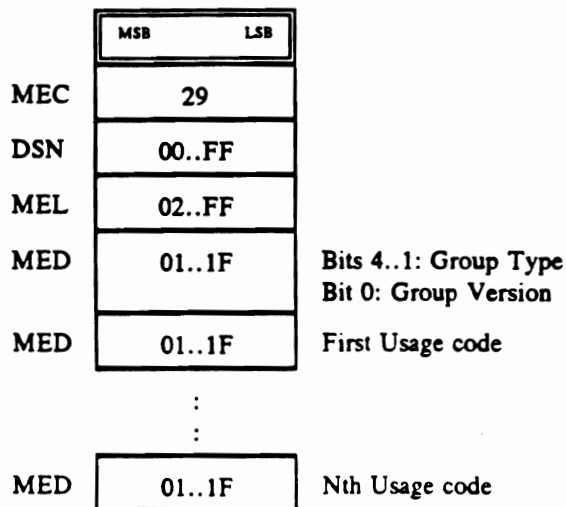 MSB LSB
MEC 29
DSN 00..FF
MEL 02..FF
MED 01..1F Bits 4..1: Group Type
Bit 0: Group Version
MED 01..1F First Usage code
:
:
MED 01..1F Nth Usage code